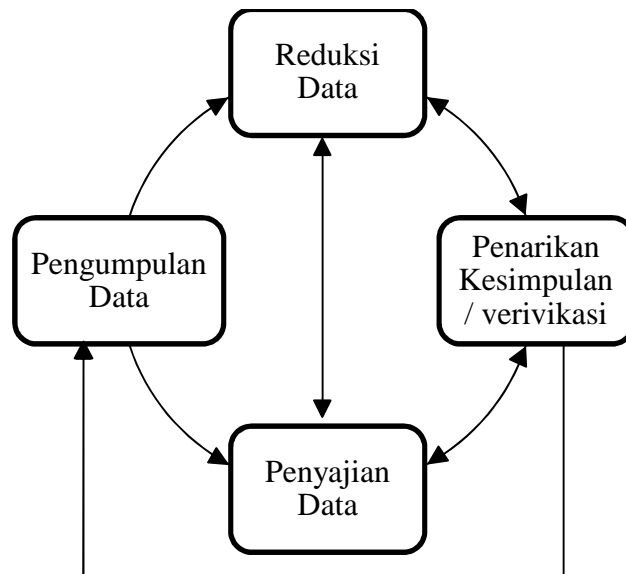 Reduksi
Data
Pengumpulan
Data
Penarikan
Kesimpulan
/ verivikasi
Penyajian
Data